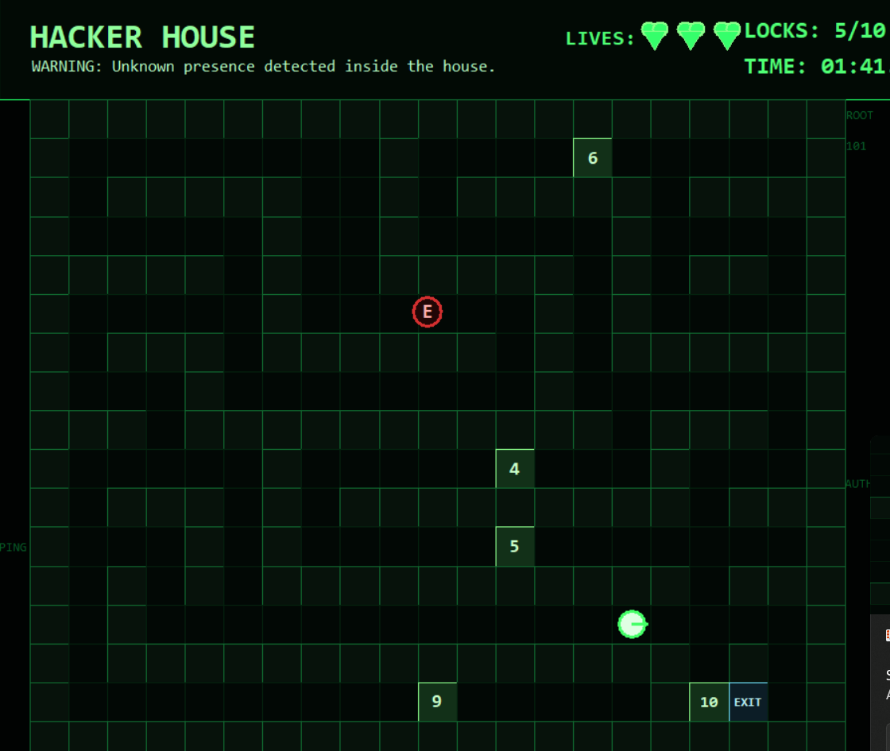 HACKER HOUSE
LIVES:
LOCKS: 5/10
WARNING: Unknown presence detected inside the house.
TIME: 01:41
ROOT
101
6
E
4
AUTH
5
PING
9
10
EXIT